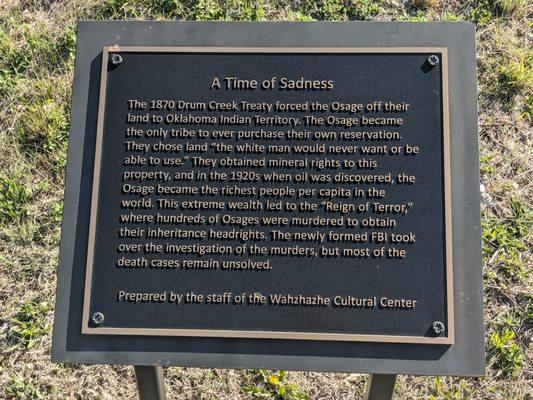 A Time of Sadness
The 1870 Drum Creek Treaty forced the Osage off their
land to Oklahoma Indian Territory. The Osage became
the only tribe to ever purchase their own reservation.
They chose land “the white man would never want or be
able to use.” They obtained mineral rights to this
property, and in the 1920s when oil was discovered, the
Osage became the richest people per capita in the
world. This extreme wealth led to the “Reign of Terror,”
where hundreds of Osages were murdered to obtain
their inheritance headrights. The newly formed FBI took
over the investigation of the murders, but most of the
death cases remain unsolved.
Prepared by the staff of the Wahzhazhe Cultural Center